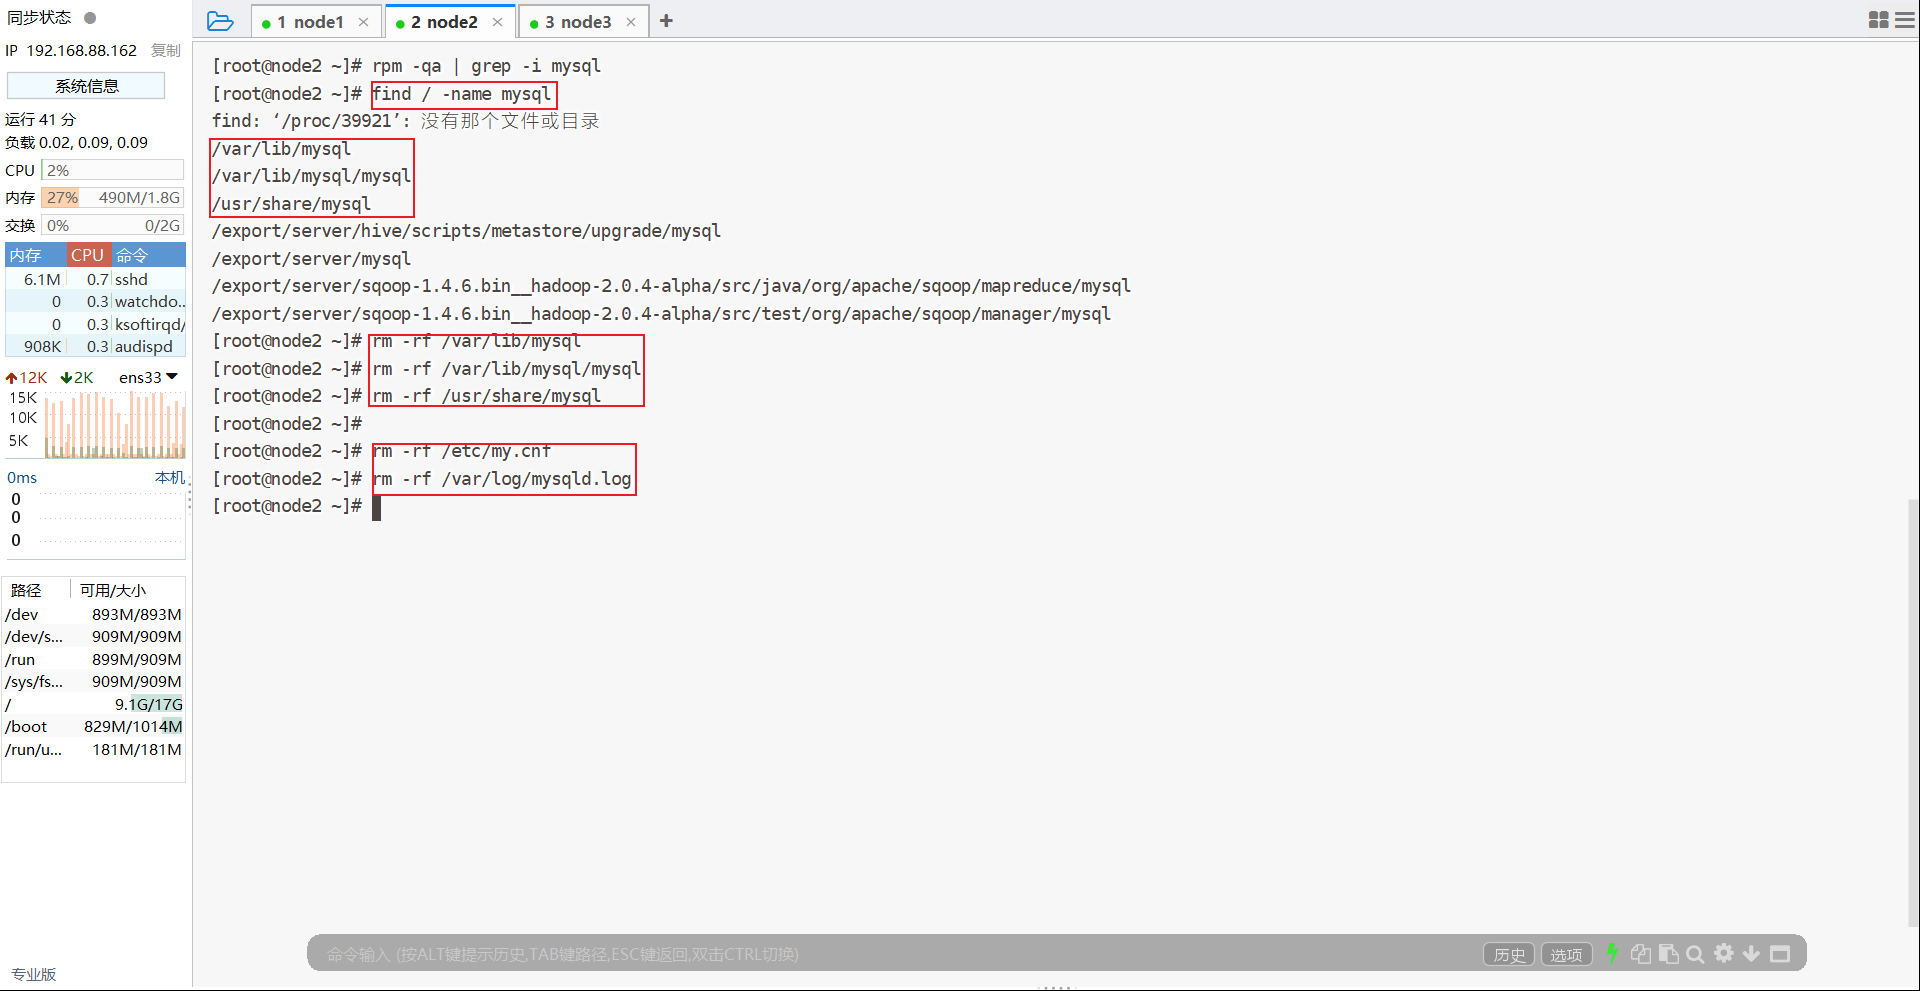 同步状态
IP 192.168.88.162 复制
系统信息
运行 41 分
负载 0.02, 0.09, 0.09
CPU 2%
内存 27% 490M/1.8G
交换 0% 0/2G
内存 CPU 命令
6.1M 0.7 sshd
0 0.3 watchdo..
0 0.3 ksoftirqd/
908K 0.3 audispd
12K 2K ens33
15K
10K
5K
0ms 本机
0
0
0
路径 可用/大小
/dev 893M/893M
/dev/s... 909M/909M
/run 899M/909M
/sys/fs... 909M/909M
/ 9.1G/17G
/boot 829M/1014M
/run/u... 181M/181M
专业版
1 node1 2 node2 3 node3
[root@node2 ~]# rpm -qa | grep -i mysql
[root@node2 ~]# find / -name mysql
find: ‘/proc/39921’: 没有那个文件或目录
/var/lib/mysql
/var/lib/mysql/mysql
/usr/share/mysql
/export/server/hive/scripts/metastore/upgrade/mysql
/export/server/mysql
/export/server/sqoop-1.4.6.bin__hadoop-2.0.4-alpha/src/java/org/apache/sqoop/mapreduce/mysql
/export/server/sqoop-1.4.6.bin__hadoop-2.0.4-alpha/src/test/org/apache/sqoop/manager/mysql
[root@node2 ~]# rm -rf /var/lib/mysql
[root@node2 ~]# rm -rf /var/lib/mysql/mysql
[root@node2 ~]# rm -rf /usr/share/mysql
[root@node2 ~]#
[root@node2 ~]# rm -rf /etc/my.cnf
[root@node2 ~]# rm -rf /var/log/mysqld.log
[root@node2 ~]#
命令输入 (按ALT键提示历史,TAB键路径,ESC键返回,双击CTRL切换)
历史 选项